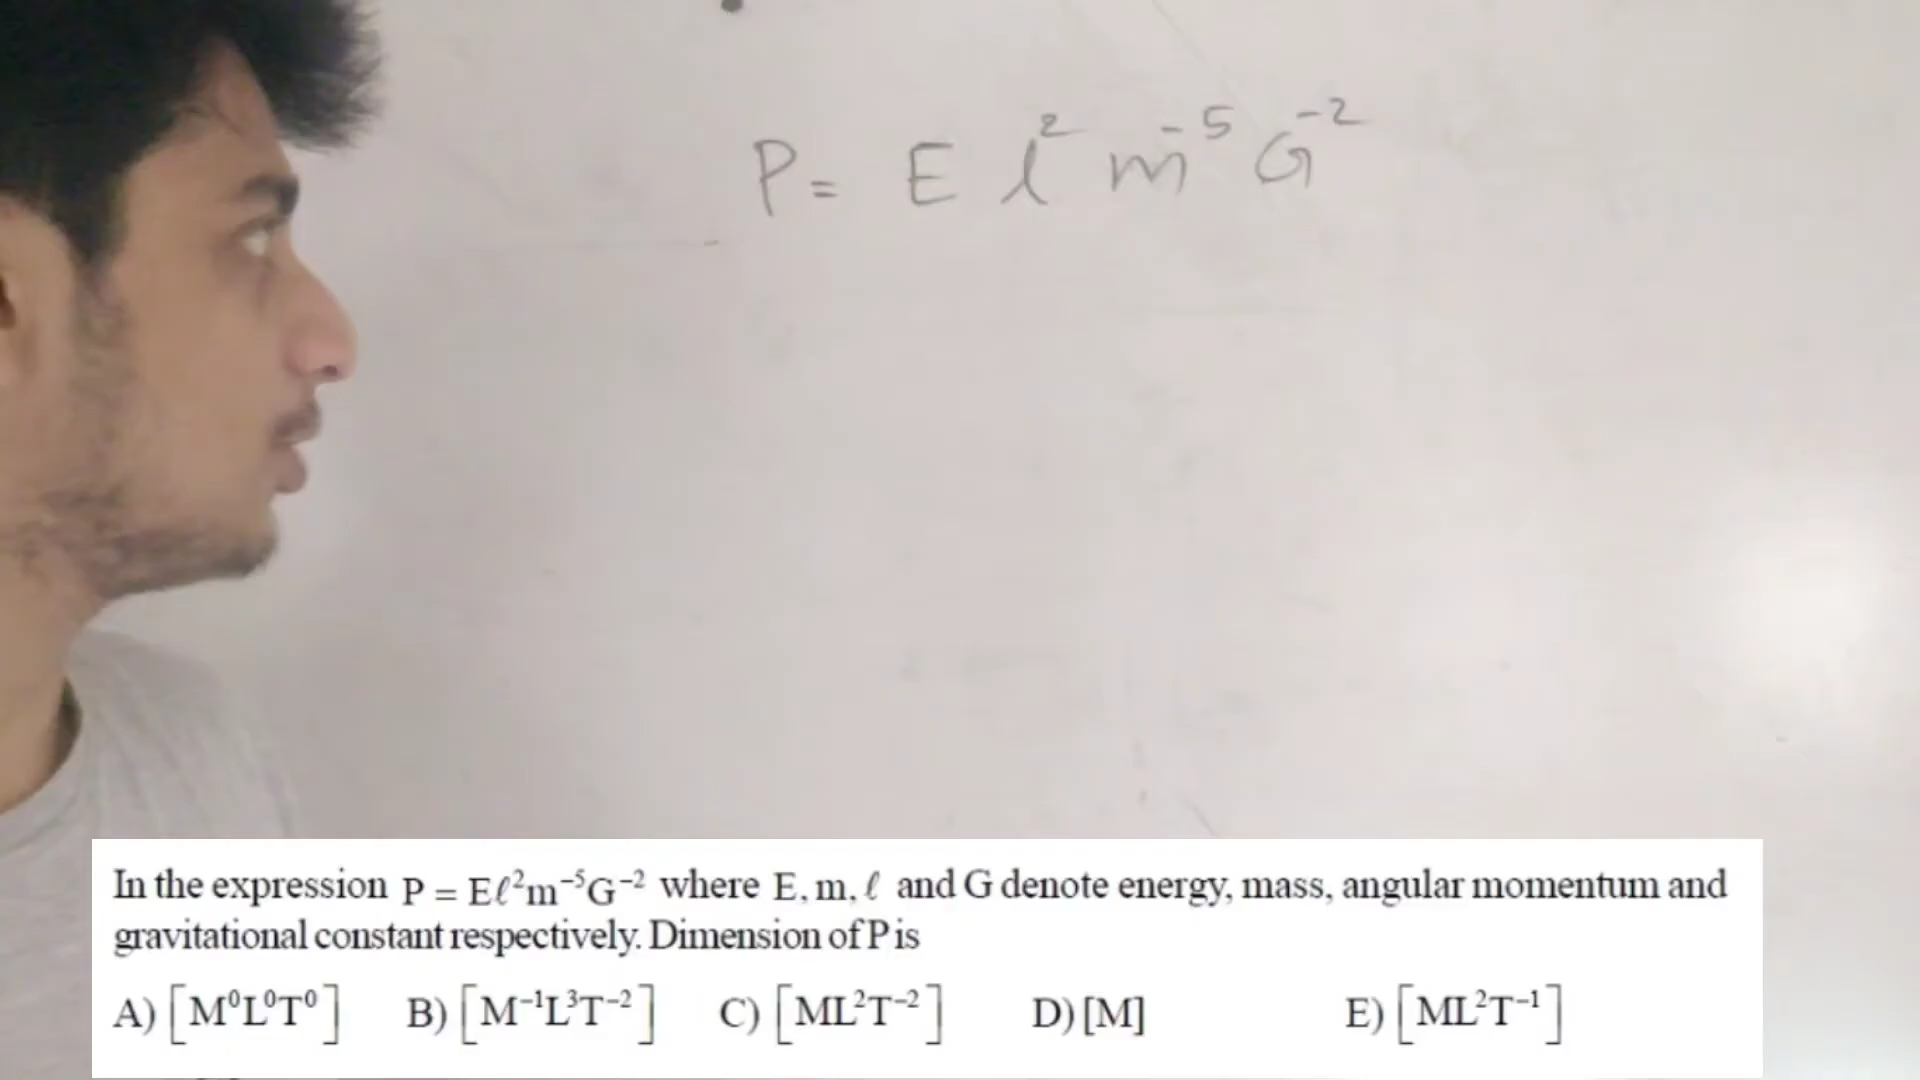 P = E l² m⁻⁵ G⁻²
In the expression P = Eℓ²m⁻⁵G⁻² where E, m, ℓ and G denote energy, mass, angular momentum and
gravitational constant respectively. Dimension of P is
A) [M⁰L⁰T⁰] B) [M⁻¹L³T⁻²] C) [ML²T⁻²] D) [M] E) [ML²T⁻¹]